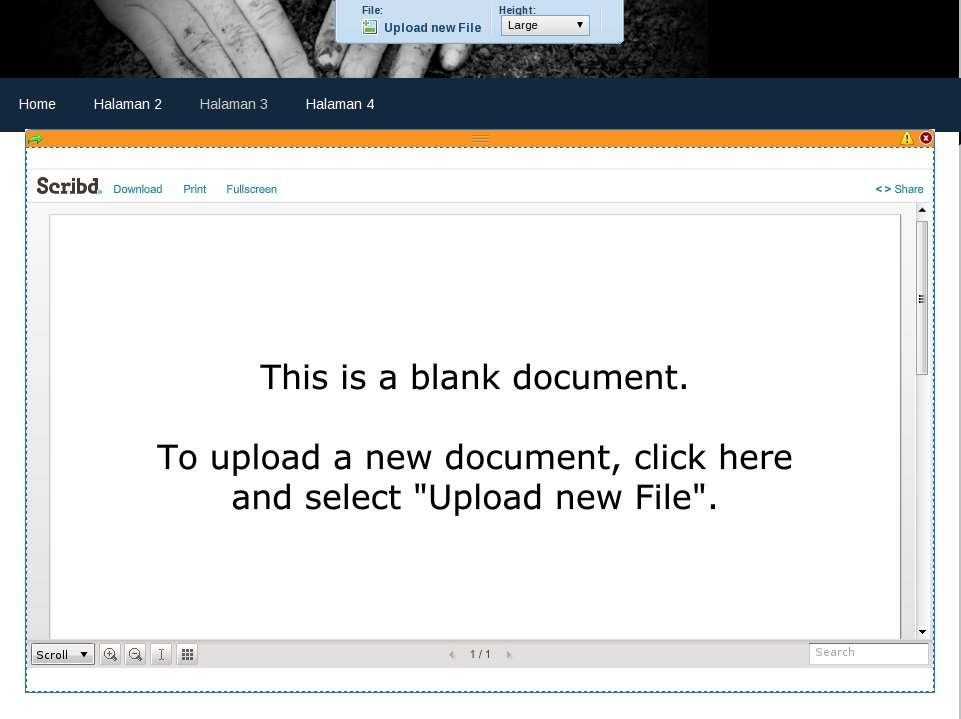 File:
Height:
Upload new File
Large
Home
Halaman 2
Halaman 3
Halaman 4
Scribd.
Download
Print
Fullscreen
< > Share
This is a blank document.
To upload a new document, click here
and select "Upload new File".
Scroll
1 / 1
Search